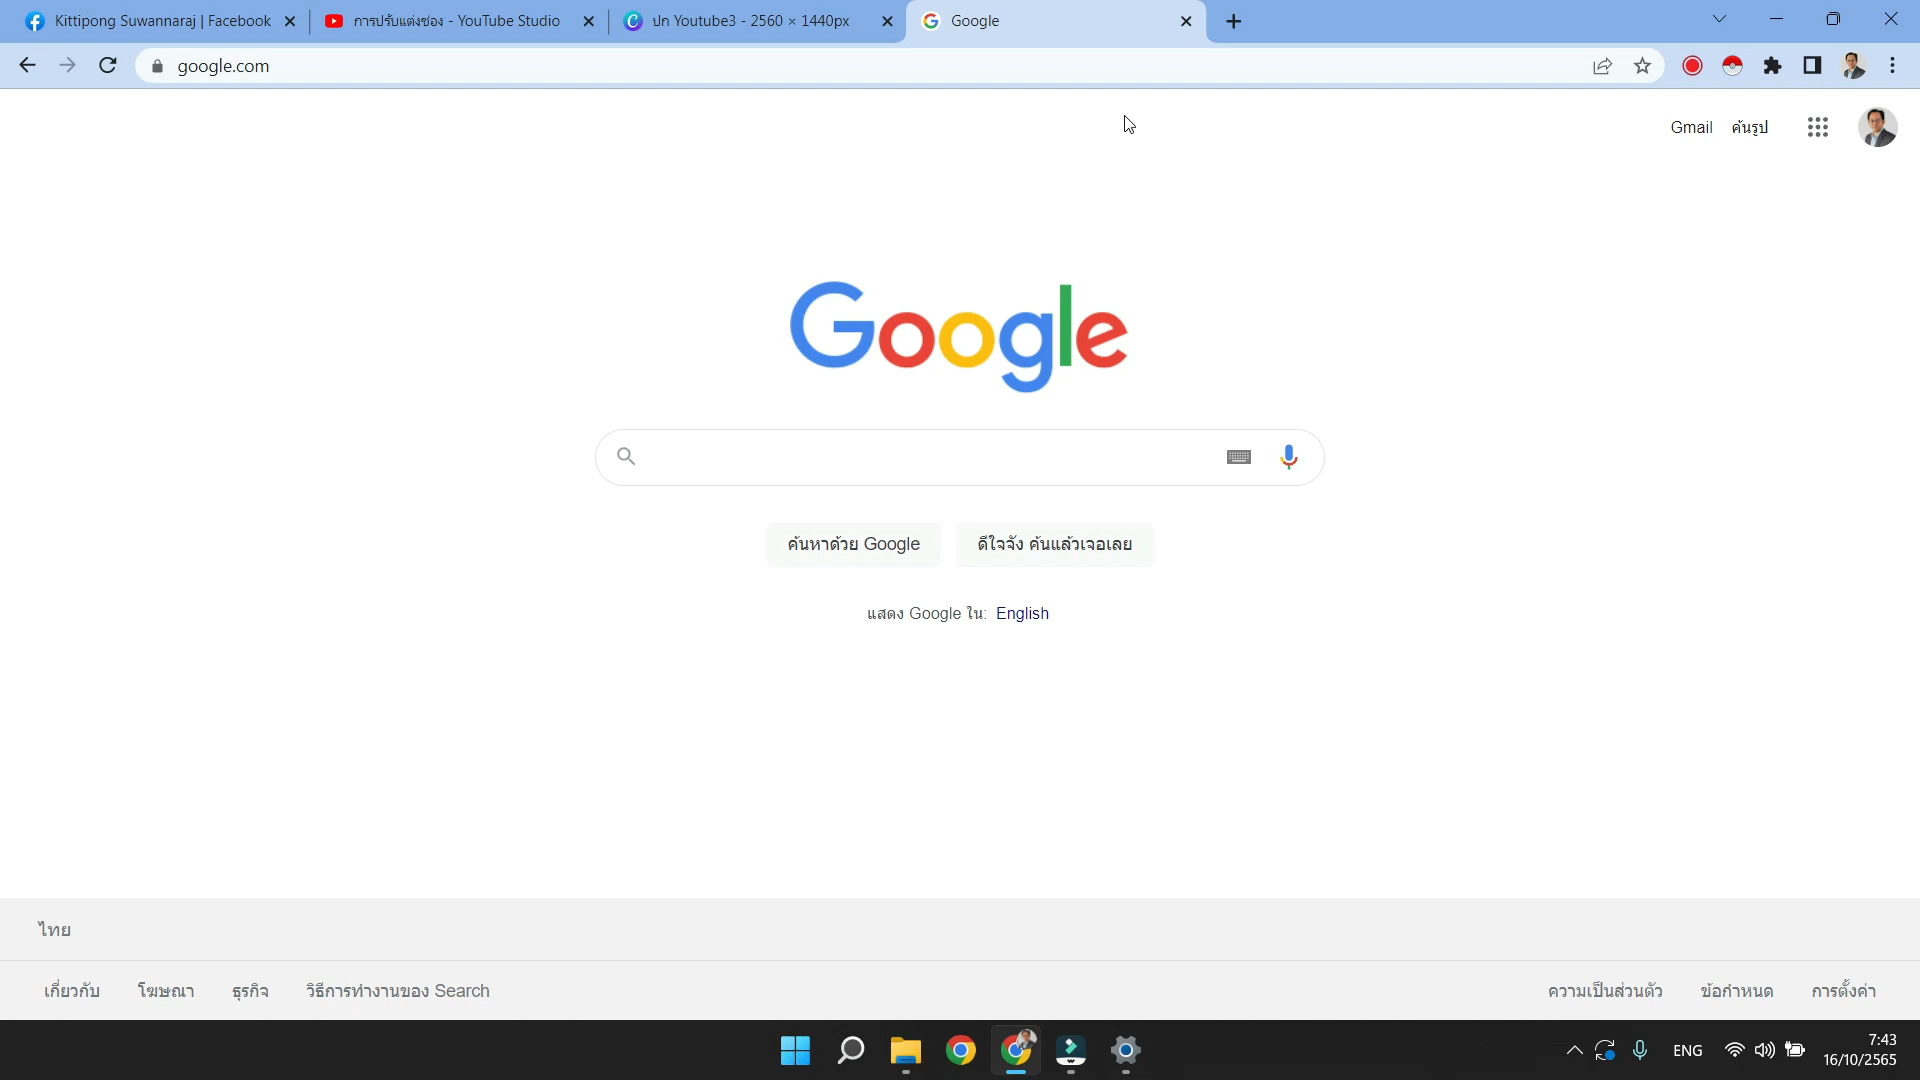 Kittipong Suwannaraj | Facebook
การปรับแต่งช่อง - YouTube Studio
ปก Youtube3 - 2560 × 1440px
Google
google.com
Gmail ค้นรูป
Google
ค้นหาด้วย Google
ดีใจจัง ค้นแล้วเจอเลย
แสดง Google ใน: English
ไทย
เกี่ยวกับ โฆษณา ธุรกิจ วิธีการทำงานของ Search
ความเป็นส่วนตัว ข้อกำหนด การตั้งค่า
ENG
7:43
16/10/2565